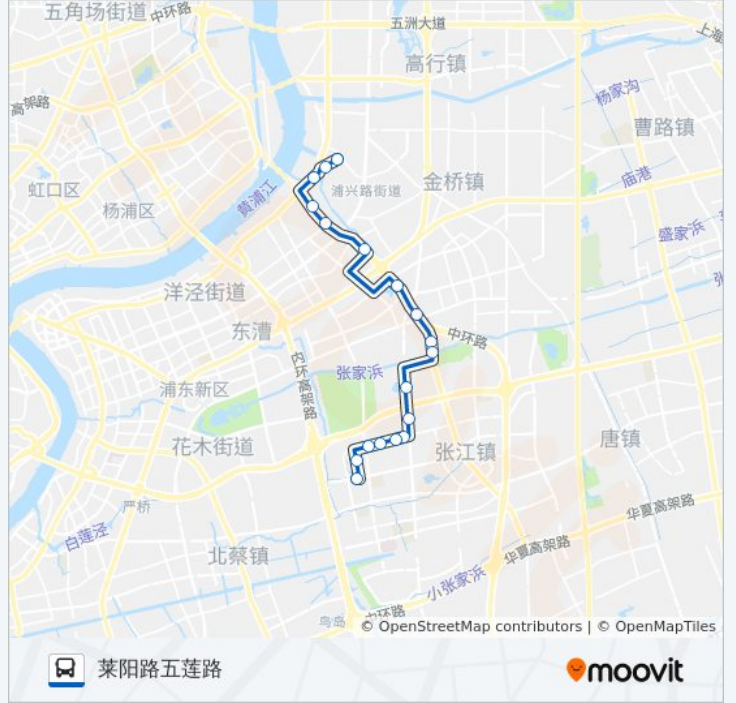 五角场街道
中环路
五洲大道
上海
高行镇
高架路
杨家沟
曹路镇
浦兴路街道
金桥镇
庙港
虹口区
杨浦区
黄浦江
盛家浜
洋泾街道
东漕
中环路
内环高架路
张家浜
浦东新区
花木街道
张江镇
唐镇
严桥
白莲泾
华夏高架路
北蔡镇
华夏高架路
小张家浜
鸟岛
中环路
© OpenStreetMap contributors | © OpenMapTiles
莱阳路五莲路
moovit